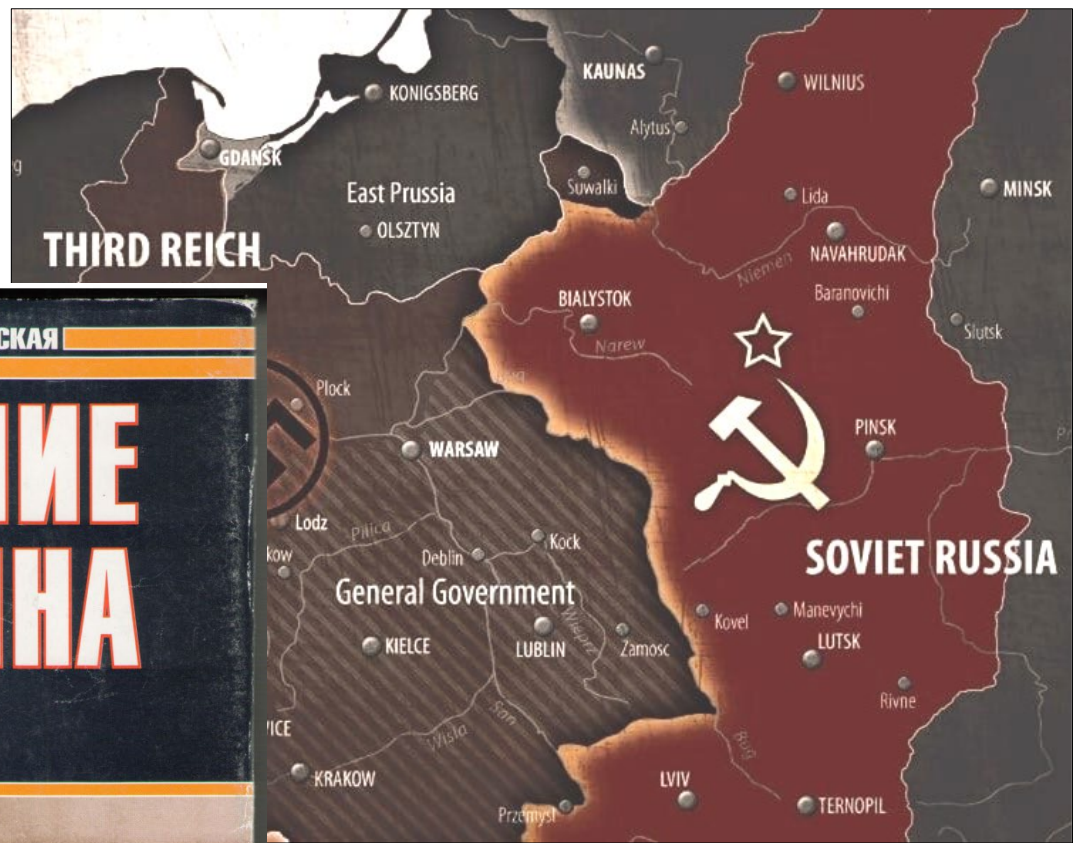 KAUNAS
WILNIUS
KONIGSBERG
Alytus
GDANSK
East Prussia
Suwalki
Lida
MINSK
OLSZTYN
THIRD REICH
NAVAHRUDAK
Niemen
Baranovichi
BIALYSTOK
Slutsk
СКАЯ
Narew
Plock
ИЕ
WARSAW
PINSK
Lodz
Pilica
kow
Deblin
Kock
НА
SOVIET RUSSIA
General Government
Wieprz
Kovel
Manevychi
KIELCE
LUBLIN
Zamosc
LUTSK
Rivne
VICE
San
Wisla
Bug
KRAKOW
LVIV
TERNOPIL
Przemysl